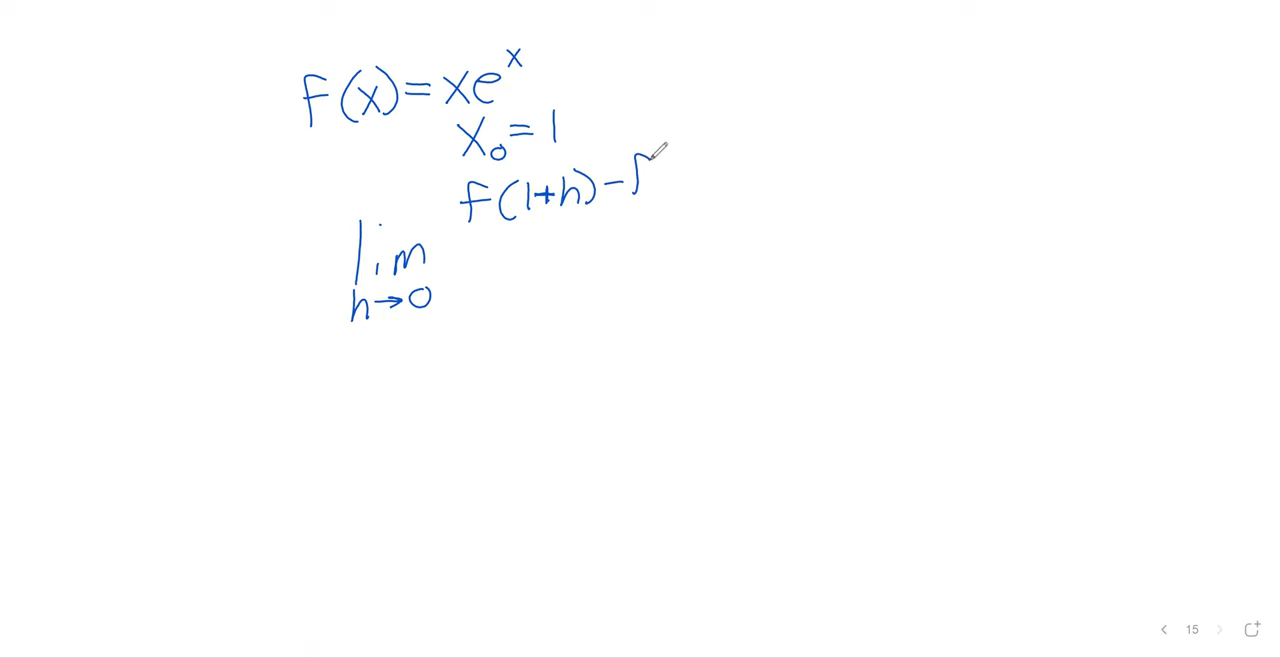 f(x) = xe^x
x₀ = 1
f(1+h) - f
lim
h→0
15